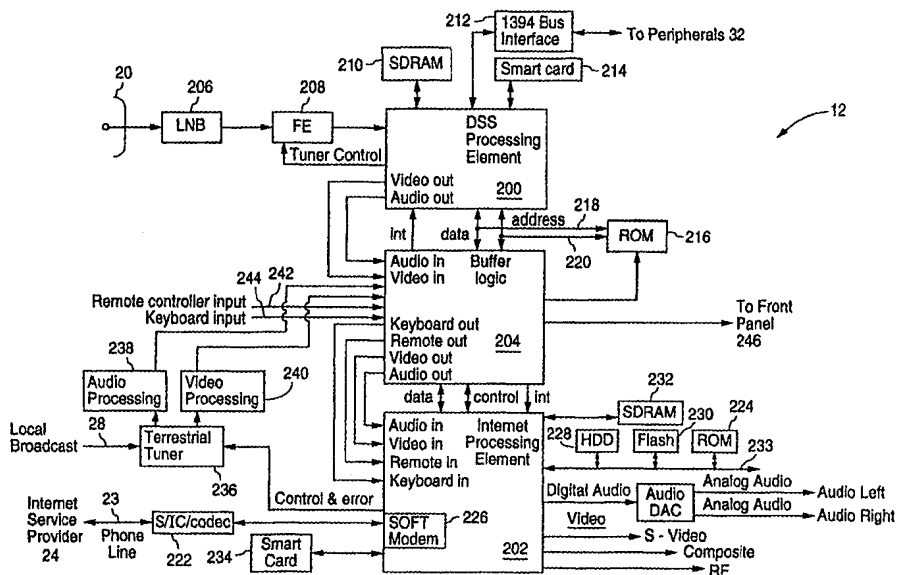 212
1394 Bus
Interface
To Peripherals 32
210
SDRAM
Smart card
214
20
206
208
12
LNB
FE
DSS
Processing
Element
Tuner Control
Video out
Audio out
200
Int
data
address
218
220
ROM
216
Audio in
Video in
Buffer
logic
244
242
Remote controller input
Keyboard input
Keyboard out
Remote out
Video out
Audio out
204
To Front
Panel
246
238
Audio
Processing
Video
Processing
240
data
control
int
232
SDRAM
Local
Broadcast
28
Terrestrial
Tuner
236
Audio in
Video in
Remote in
Keyboard in
Internet
Processing
Element
228
HDD
230
Flash
224
ROM
233
Control & error
Digital Audio
Audio
DAC
Analog Audio
Audio Left
Analog Audio
Audio Right
Internet
Service
Provider
24
23
Phone
Line
S/IC/codec
222
SOFT
Modem
226
Video
S - Video
234
Smart
Card
202
Composite
RF